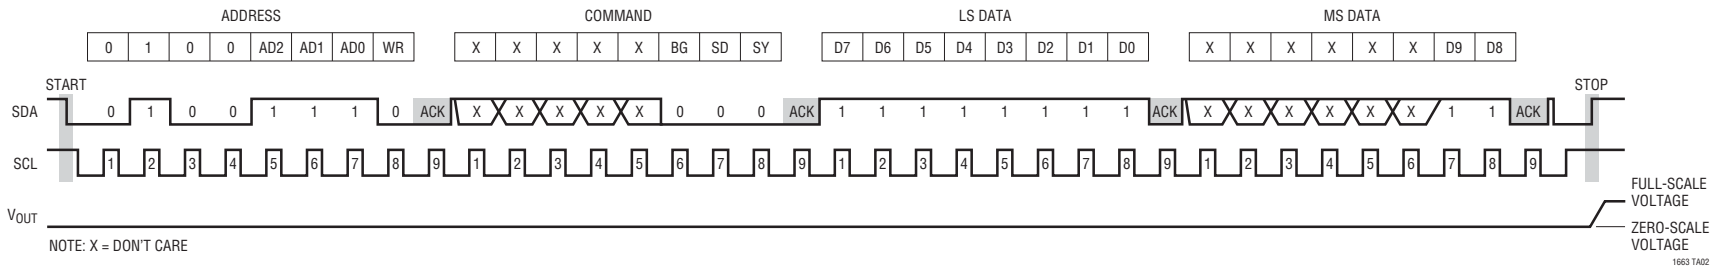 ADDRESS COMMAND LS DATA MS DATA
0 1 0 0 AD2 AD1 AD0 WR X X X X X BG SD SY D7 D6 D5 D4 D3 D2 D1 D0 X X X X X X D9 D8
START STOP
SDA 0 1 0 0 1 1 1 0 ACK X X X X X 0 0 0 ACK 1 1 1 1 1 1 1 1 ACK X X X X X X 1 1 ACK
SCL 1 2 3 4 5 6 7 8 9 1 2 3 4 5 6 7 8 9 1 2 3 4 5 6 7 8 9 1 2 3 4 5 6 7 8 9
FULL-SCALE
VOLTAGE
VOUT
ZERO-SCALE
VOLTAGE
NOTE: X = DON'T CARE
1663 TA02